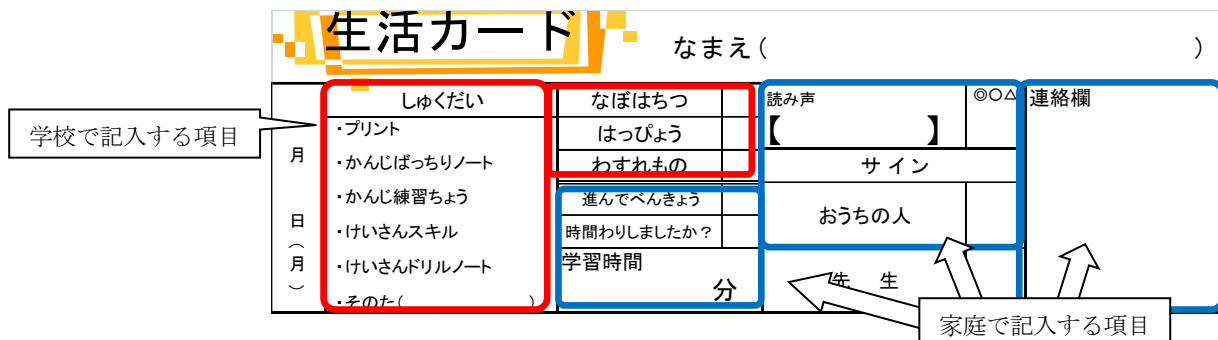 生活カード
なまえ(　　　　　　　　　)
学校で記入する項目
月
日
(月)
しゅくだい
・プリント
・かんじばっちりノート
・かんじ練習ちょう
・けいさんスキル
・けいさんドリルノート
・そのた(　　　　　)
なぼはちつ
はっぴょう
わすれもの
進んでべんきょう
時間わりしましたか？
学習時間
分
読み声
◎○△
【　　　　　】
サイン
おうちの人
先　生
連絡欄
家庭で記入する項目